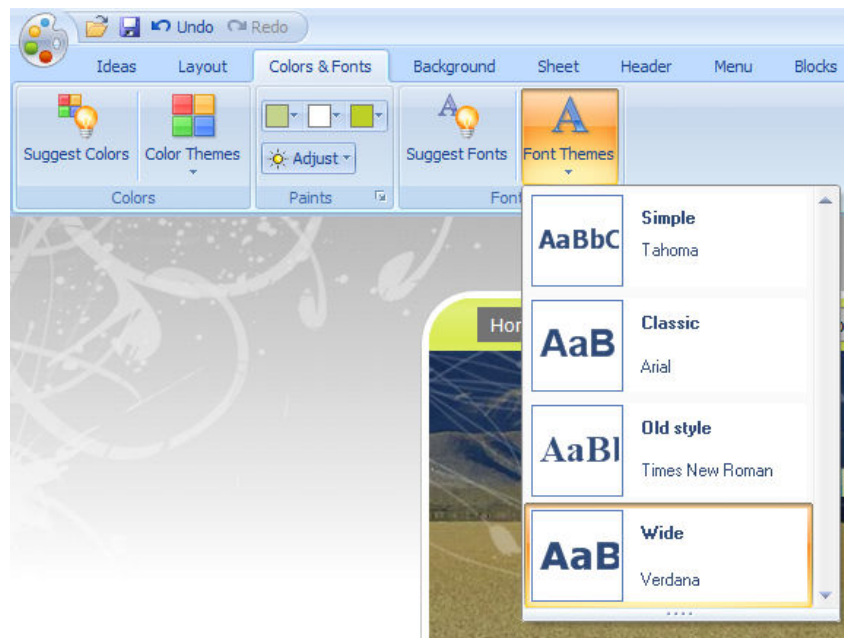 Undo Redo
Ideas Layout Colors & Fonts Background Sheet Header Menu Blocks
Suggest Colors Color Themes Adjust Suggest Fonts Font Themes
Colors Paints
AaBbC Simple
Tahoma
AaB Classic
Arial
AaB Old style
Times New Roman
AaB Wide
Verdana